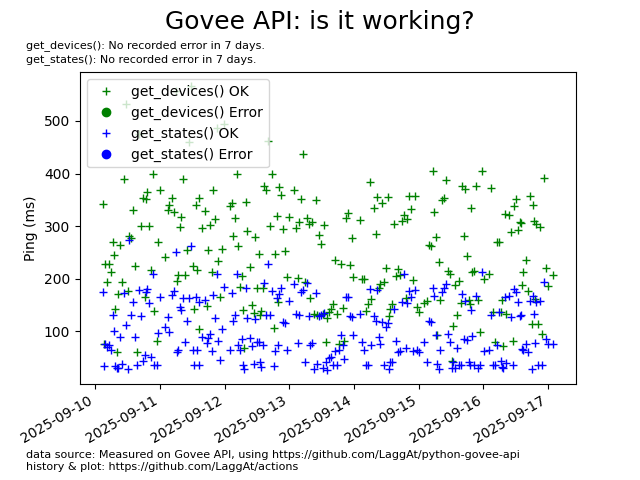 Govee API: is it working?
get_devices(): No recorded error in 7 days.
get_states(): No recorded error in 7 days.
get_devices() OK
get_devices() Error
get_states() OK
get_states() Error
Ping (ms)
500
400
300
200
100
2025-09-10
2025-09-11
2025-09-12
2025-09-13
2025-09-14
2025-09-15
2025-09-16
2025-09-17
data source: Measured on Govee API, using https://github.com/LaggAt/python-govee-api
history & plot: https://github.com/LaggAt/actions